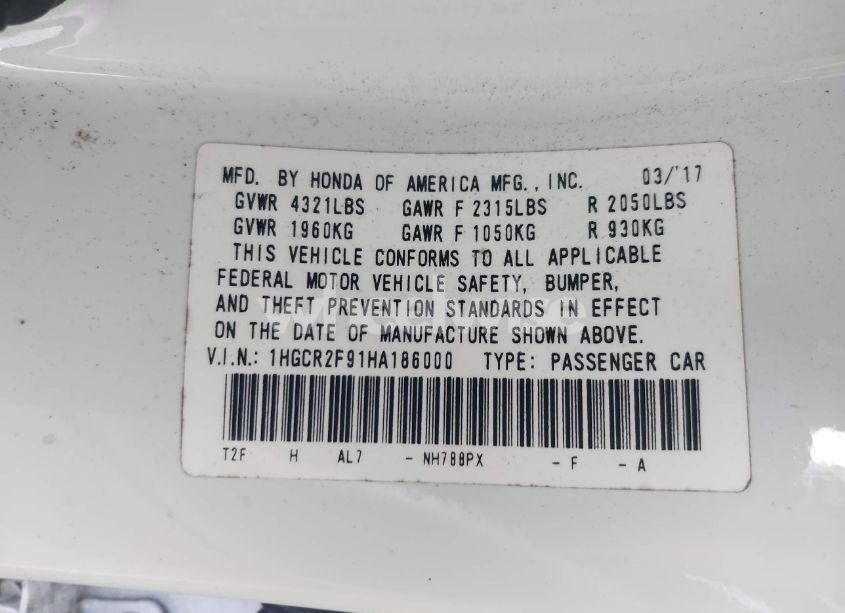 MFD. BY HONDA OF AMERICA MFG., INC. 03/'17
GVWR 4321LBS GAWR F 2315LBS R 2050LBS
GVWR 1960KG GAWR F 1050KG R 930KG
THIS VEHICLE CONFORMS TO ALL APPLICABLE
FEDERAL MOTOR VEHICLE SAFETY, BUMPER,
AND THEFT PREVENTION STANDARDS IN EFFECT
ON THE DATE OF MANUFACTURE SHOWN ABOVE.
V.I.N.: 1HGCR2F91HA186000 TYPE: PASSENGER CAR
T2F H AL7 - NH788PX - F - A